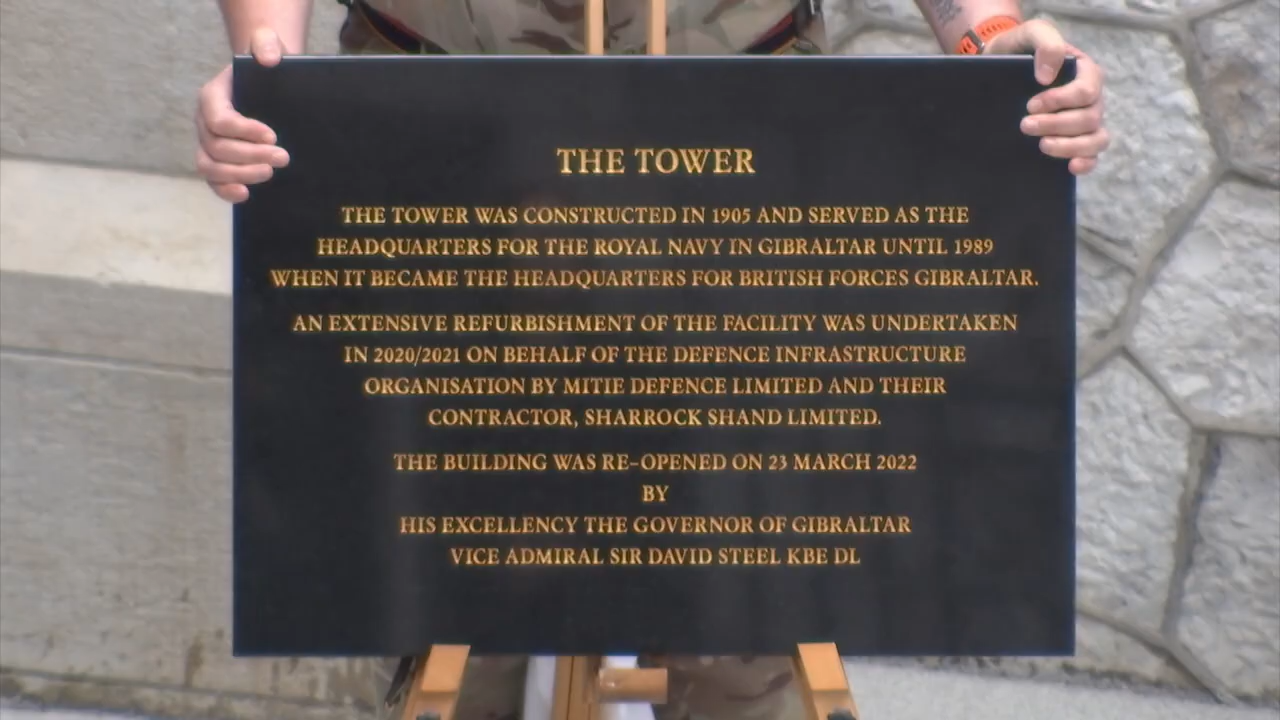 THE TOWER
THE TOWER WAS CONSTRUCTED IN 1905 AND SERVED AS THE
HEADQUARTERS FOR THE ROYAL NAVY IN GIBRALTAR UNTIL 1989
WHEN IT BECAME THE HEADQUARTERS FOR BRITISH FORCES GIBRALTAR.
AN EXTENSIVE REFURBISHMENT OF THE FACILITY WAS UNDERTAKEN
IN 2020/2021 ON BEHALF OF THE DEFENCE INFRASTRUCTURE
ORGANISATION BY MITIE DEFENCE LIMITED AND THEIR
CONTRACTOR, SHARROCK SHAND LIMITED.
THE BUILDING WAS RE-OPENED ON 23 MARCH 2022
BY
HIS EXCELLENCY THE GOVERNOR OF GIBRALTAR
VICE ADMIRAL SIR DAVID STEEL KBE DL